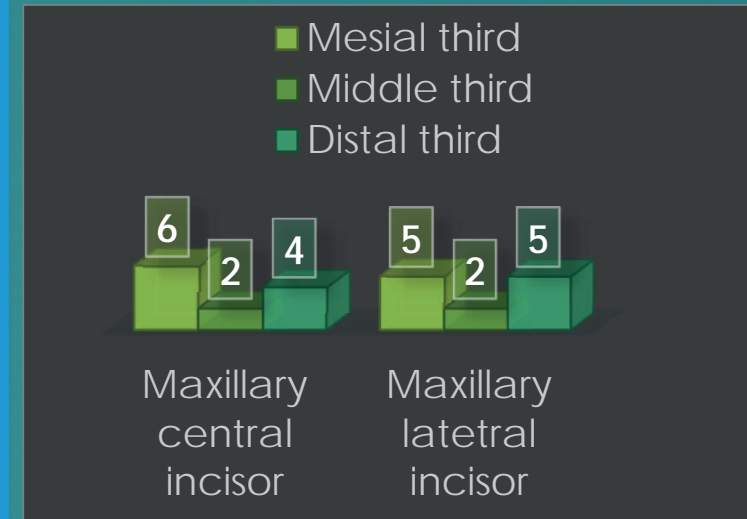 Mesial third
Middle third
Distal third
6
2
4
5
2
5
Maxillary
central
incisor
Maxillary
latetral
incisor